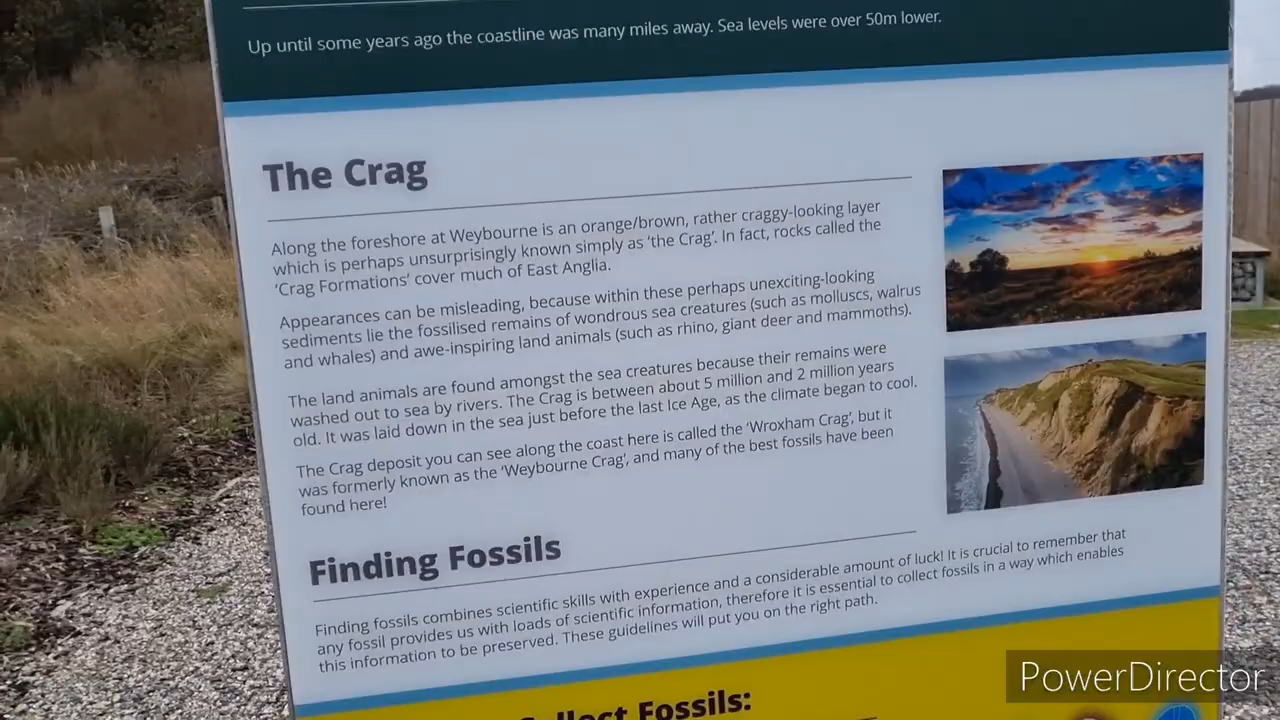 Up until some years ago the coastline was many miles away. Sea levels were over 50m lower.
The Crag
Along the foreshore at Weybourne is an orange/brown, rather craggy-looking layer
which is perhaps unsurprisingly known simply as ‘the Crag’. In fact, rocks called the
‘Crag Formations’ cover much of East Anglia.
Appearances can be misleading, because within these perhaps unexciting-looking
sediments lie the fossilised remains of wondrous sea creatures (such as molluscs, walrus
and whales) and awe-inspiring land animals (such as rhino, giant deer and mammoths).
The land animals are found amongst the sea creatures because their remains were
washed out to sea by rivers. The Crag is between about 5 million and 2 million years
old. It was laid down in the sea just before the last Ice Age, as the climate began to cool.
The Crag deposit you can see along the coast here is called the ‘Wroxham Crag’, but it
was formerly known as the ‘Weybourne Crag’, and many of the best fossils have been
found here!
Finding Fossils
Finding fossils combines scientific skills with experience and a considerable amount of luck! It is crucial to remember that
any fossil provides us with loads of scientific information, therefore it is essential to collect fossils in a way which enables
this information to be preserved. These guidelines will put you on the right path.
Collect Fossils:
PowerDirector